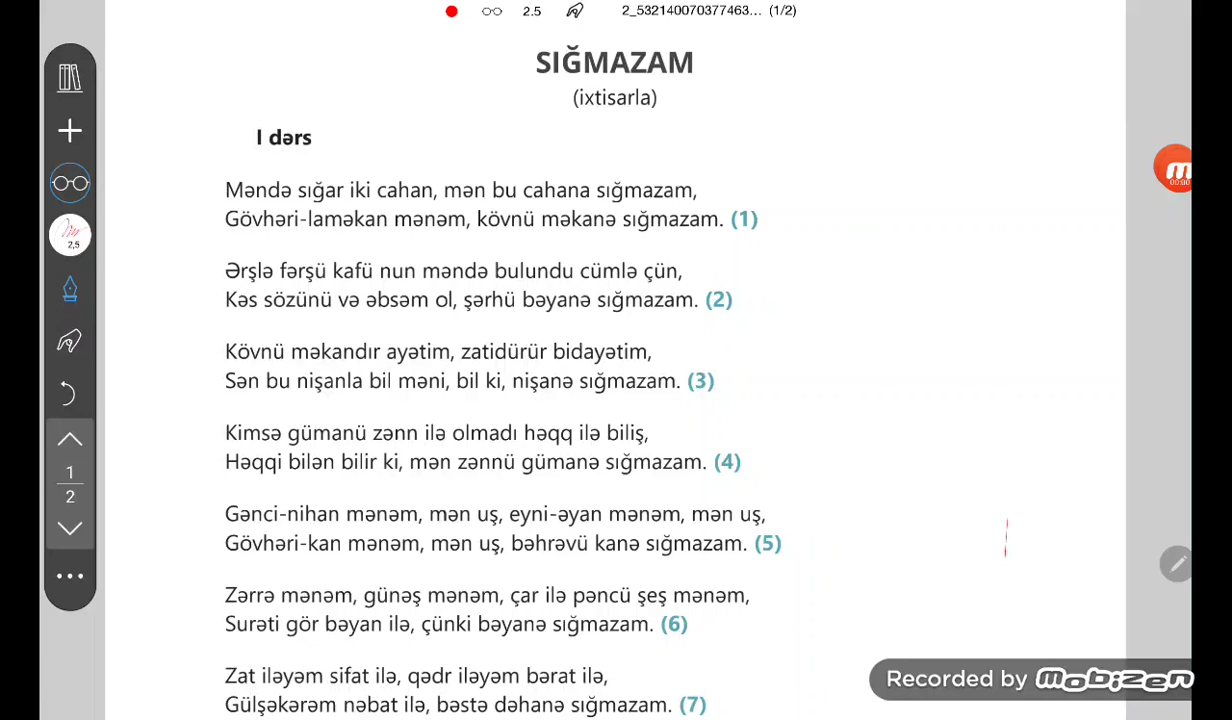 2.5 2_532140070377463... (1/2)
SIĞMAZAM
(ixtisarla)
I dərs
Məndə sığar iki cahan, mən bu cahana sığmazam,
Gövhəri-laməkan mənəm, kövnü məkanə sığmazam. (1)
Ərşlə fərşü kafü nun məndə bulundu cümlə çün,
Kəs sözünü və əbsəm ol, şərhü bəyanə sığmazam. (2)
Kövnü məkandır ayətim, zatidürür bidayətim,
Sən bu nişanla bil məni, bil ki, nişanə sığmazam. (3)
Kimsə gümanü zənn ilə olmadı həqq ilə biliş,
Həqqi bilən bilir ki, mən zənnü gümanə sığmazam. (4)
Gənci-nihan mənəm, mən uş, eyni-əyan mənəm, mən uş,
Gövhəri-kan mənəm, mən uş, bəhrəvü kanə sığmazam. (5)
Zərrə mənəm, günəş mənəm, çar ilə pəncü şeş mənəm,
Surəti gör bəyan ilə, çünki bəyanə sığmazam. (6)
Zat iləyəm sifat ilə, qədr iləyəm bərat ilə,
Gülşəkərəm nəbat ilə, bəstə dəhanə sığmazam. (7)
2,5
1
2
00:00
Recorded by mobizen